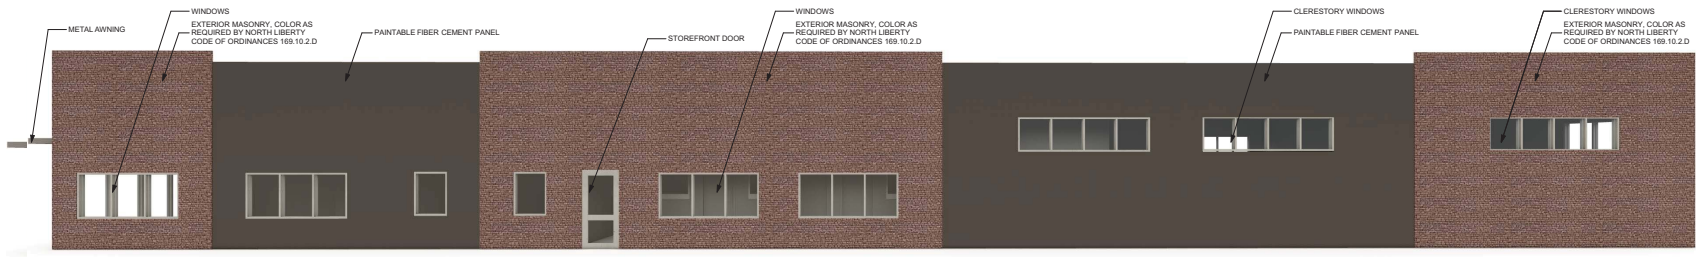 METAL AWNING
WINDOWS
EXTERIOR MASONRY, COLOR AS
REQUIRED BY NORTH LIBERTY
CODE OF ORDINANCES 169.10.2.D
PAINTABLE FIBER CEMENT PANEL
STOREFRONT DOOR
WINDOWS
EXTERIOR MASONRY, COLOR AS
REQUIRED BY NORTH LIBERTY
CODE OF ORDINANCES 169.10.2.D
CLERESTORY WINDOWS
PAINTABLE FIBER CEMENT PANEL
CLERESTORY WINDOWS
EXTERIOR MASONRY, COLOR AS
REQUIRED BY NORTH LIBERTY
CODE OF ORDINANCES 169.10.2.D